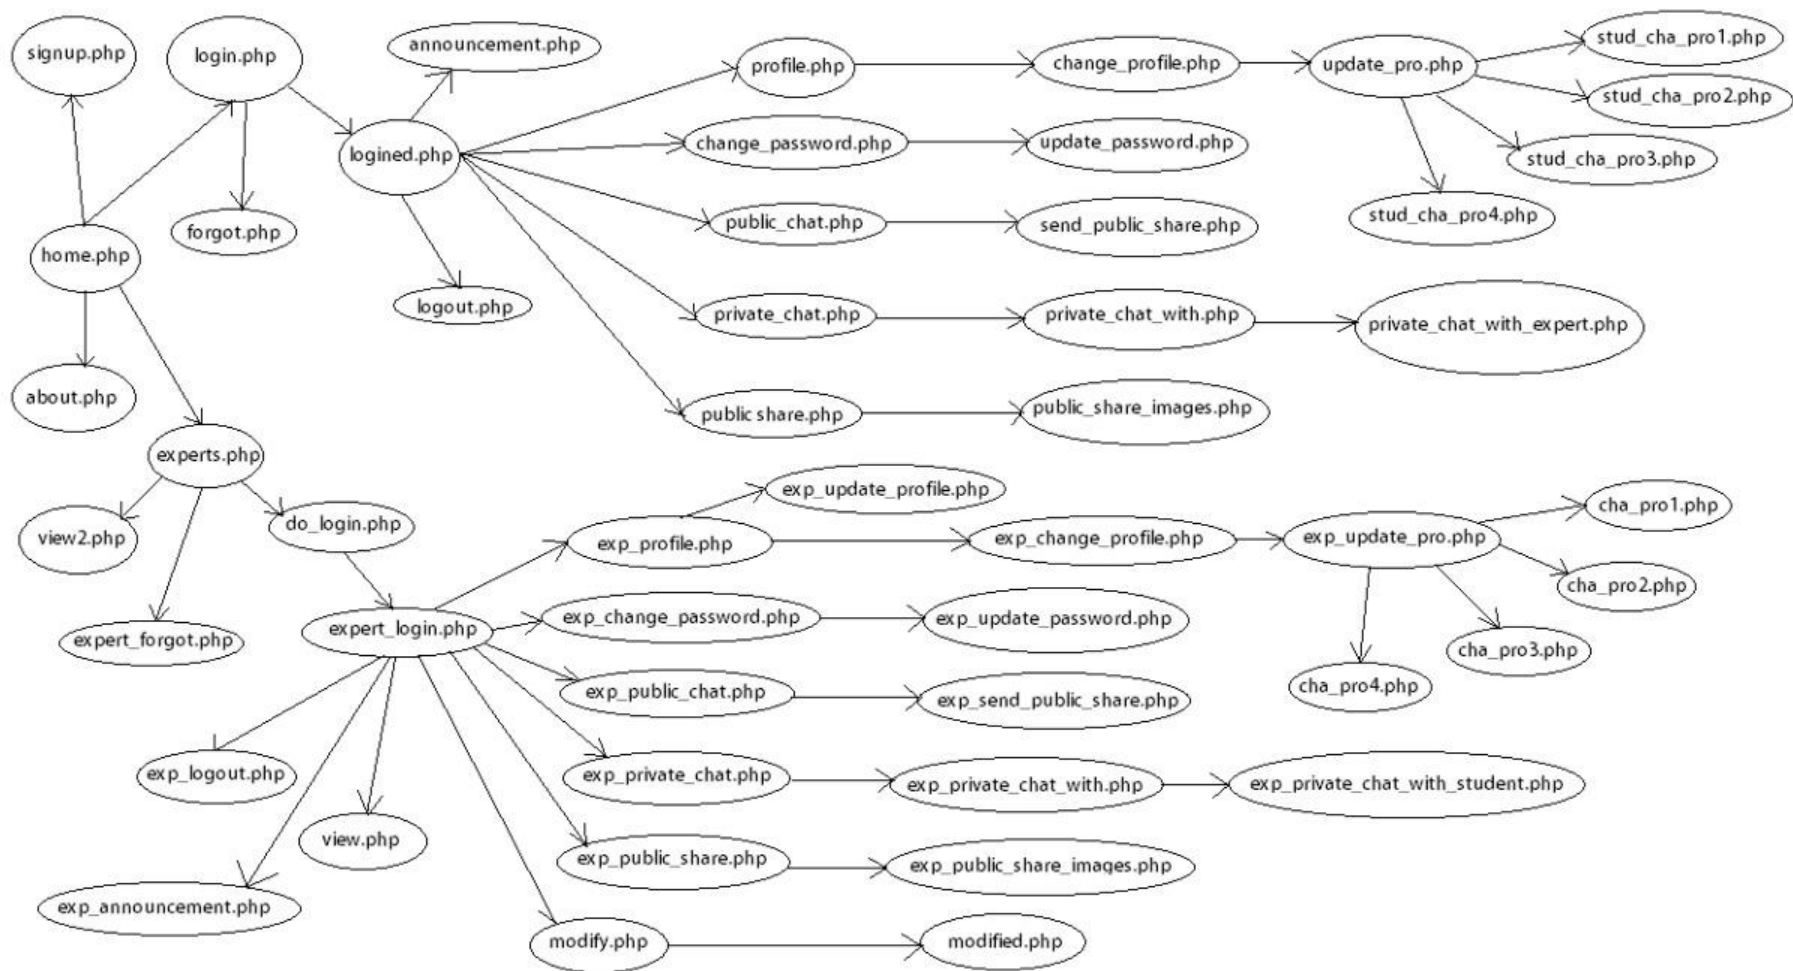 signup.php
login.php
announcement.php
profile.php
change_profile.php
update_pro.php
stud_cha_pro1.php
stud_cha_pro2.php
stud_cha_pro3.php
stud_cha_pro4.php
logined.php
change_password.php
update_password.php
forgot.php
public_chat.php
send_public_share.php
home.php
logout.php
private_chat.php
private_chat_with.php
private_chat_with_expert.php
about.php
public share.php
public_share_images.php
experts.php
view2.php
do_login.php
expert_forgot.php
exp_update_profile.php
exp_profile.php
exp_change_profile.php
exp_update_pro.php
cha_pro1.php
cha_pro2.php
cha_pro3.php
cha_pro4.php
expert_login.php
exp_change_password.php
exp_update_password.php
exp_public_chat.php
exp_send_public_share.php
exp_logout.php
exp_private_chat.php
exp_private_chat_with.php
exp_private_chat_with_student.php
view.php
exp_public_share.php
exp_public_share_images.php
exp_announcement.php
modify.php
modified.php